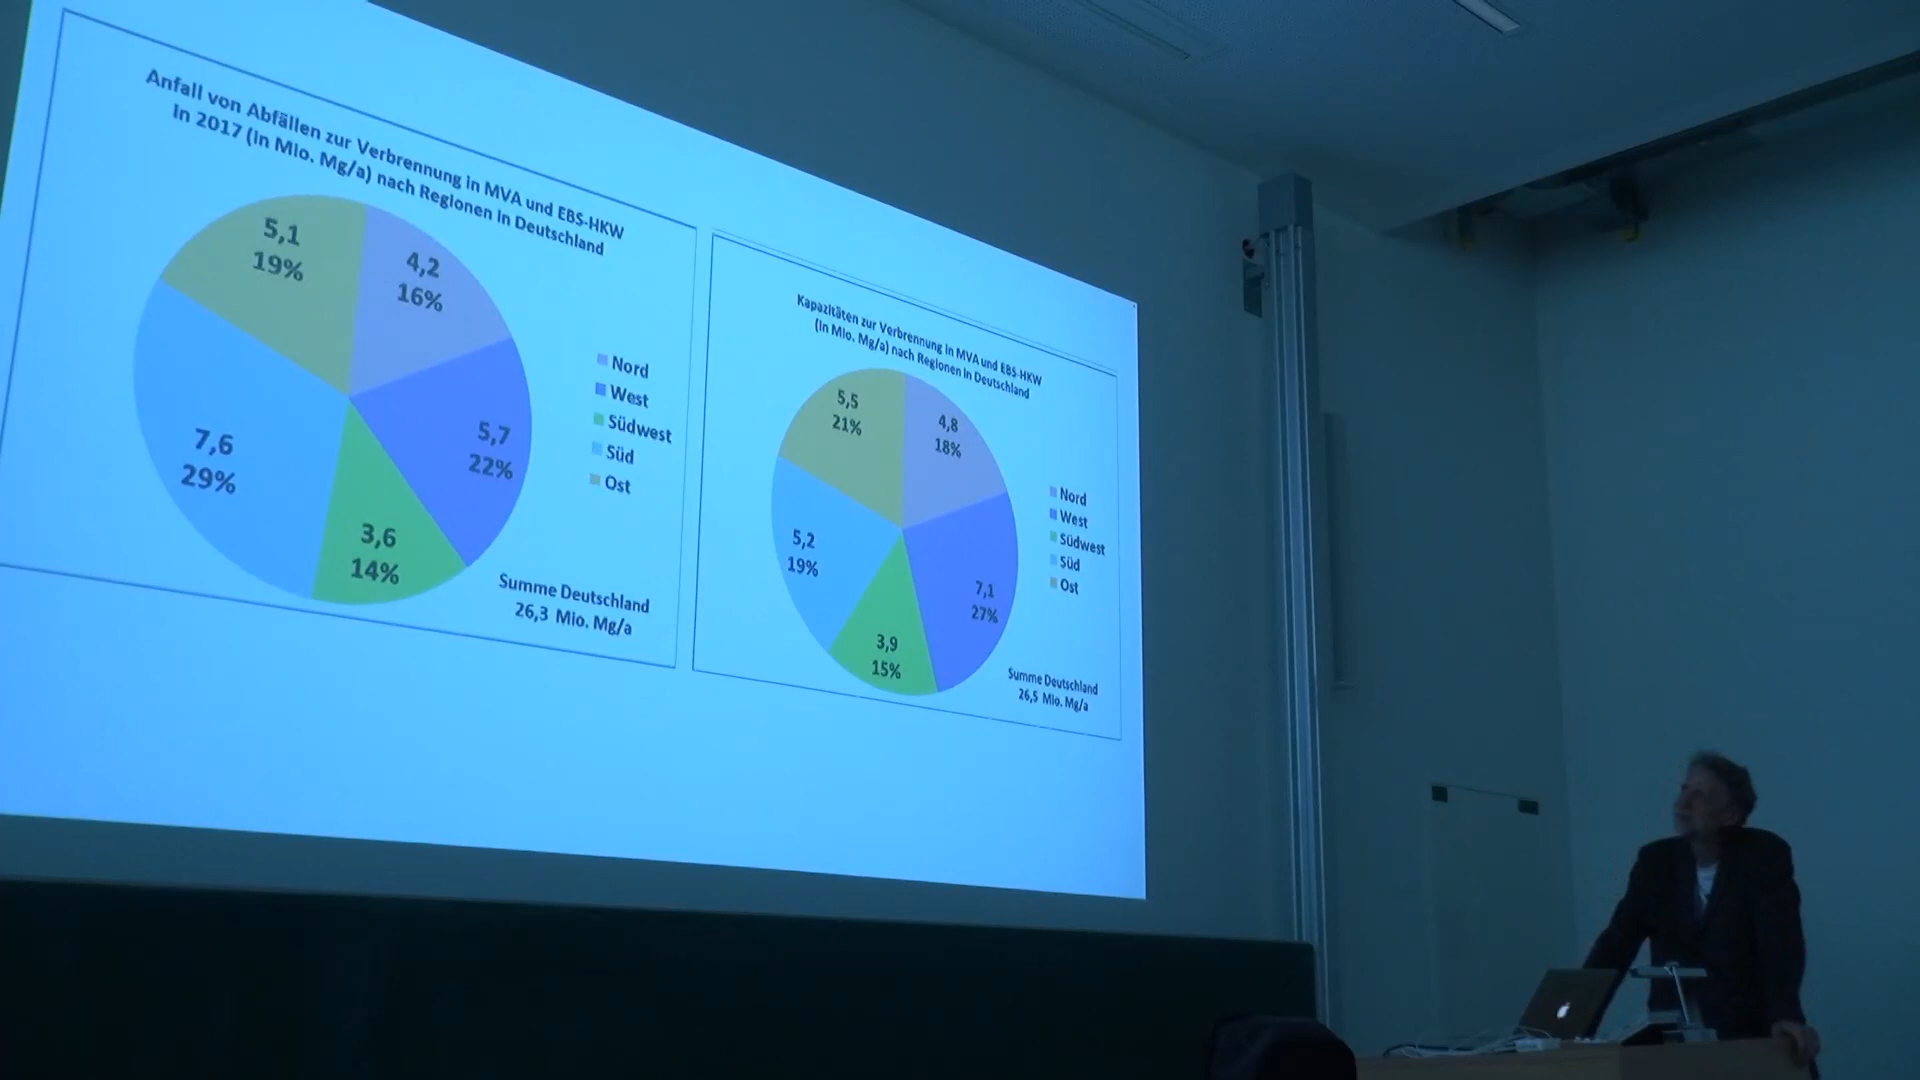 Anfall von Abfällen zur Verbrennung in MVA und EBS-HKW
in 2017 (in Mio. Mg/a) nach Regionen in Deutschland
5,1
19%
4,2
16%
7,6
29%
5,7
22%
3,6
14%
Nord
West
Südwest
Süd
Ost
Summe Deutschland
26,3 Mio. Mg/a
Kapazitäten zur Verbrennung in MVA und EBS-HKW
(in Mio. Mg/a) nach Regionen in Deutschland
5,5
21%
4,8
18%
5,2
19%
7,1
27%
3,9
15%
Nord
West
Südwest
Süd
Ost
Summe Deutschland
26,5 Mio. Mg/a